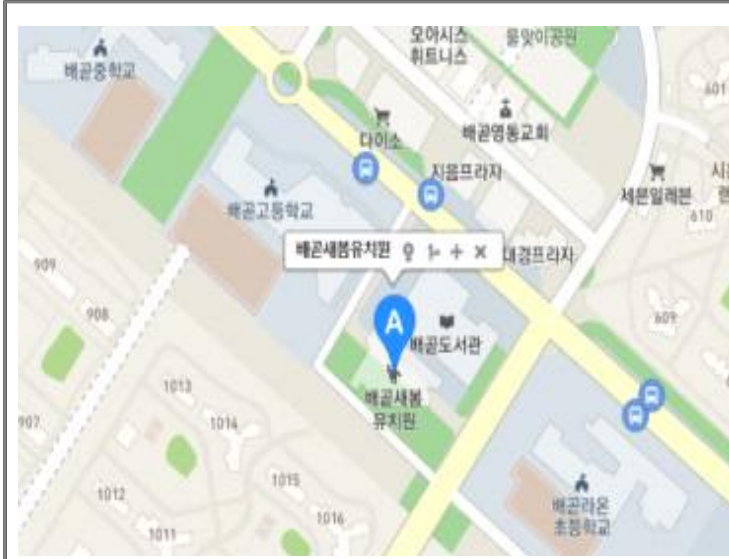 오아시스
휘트니스
물맞이공원
배곧중학교
601
다이소
배곧영동교회
지음프라자
세븐일레븐
배곧고등학교
610
배곧새봄유치원
대경프라자
909
A
908
609
배곧도서관
1013
배곧새봄
유치원
907
1014
1015
1012
배곧라온
초등학교
1016
1011